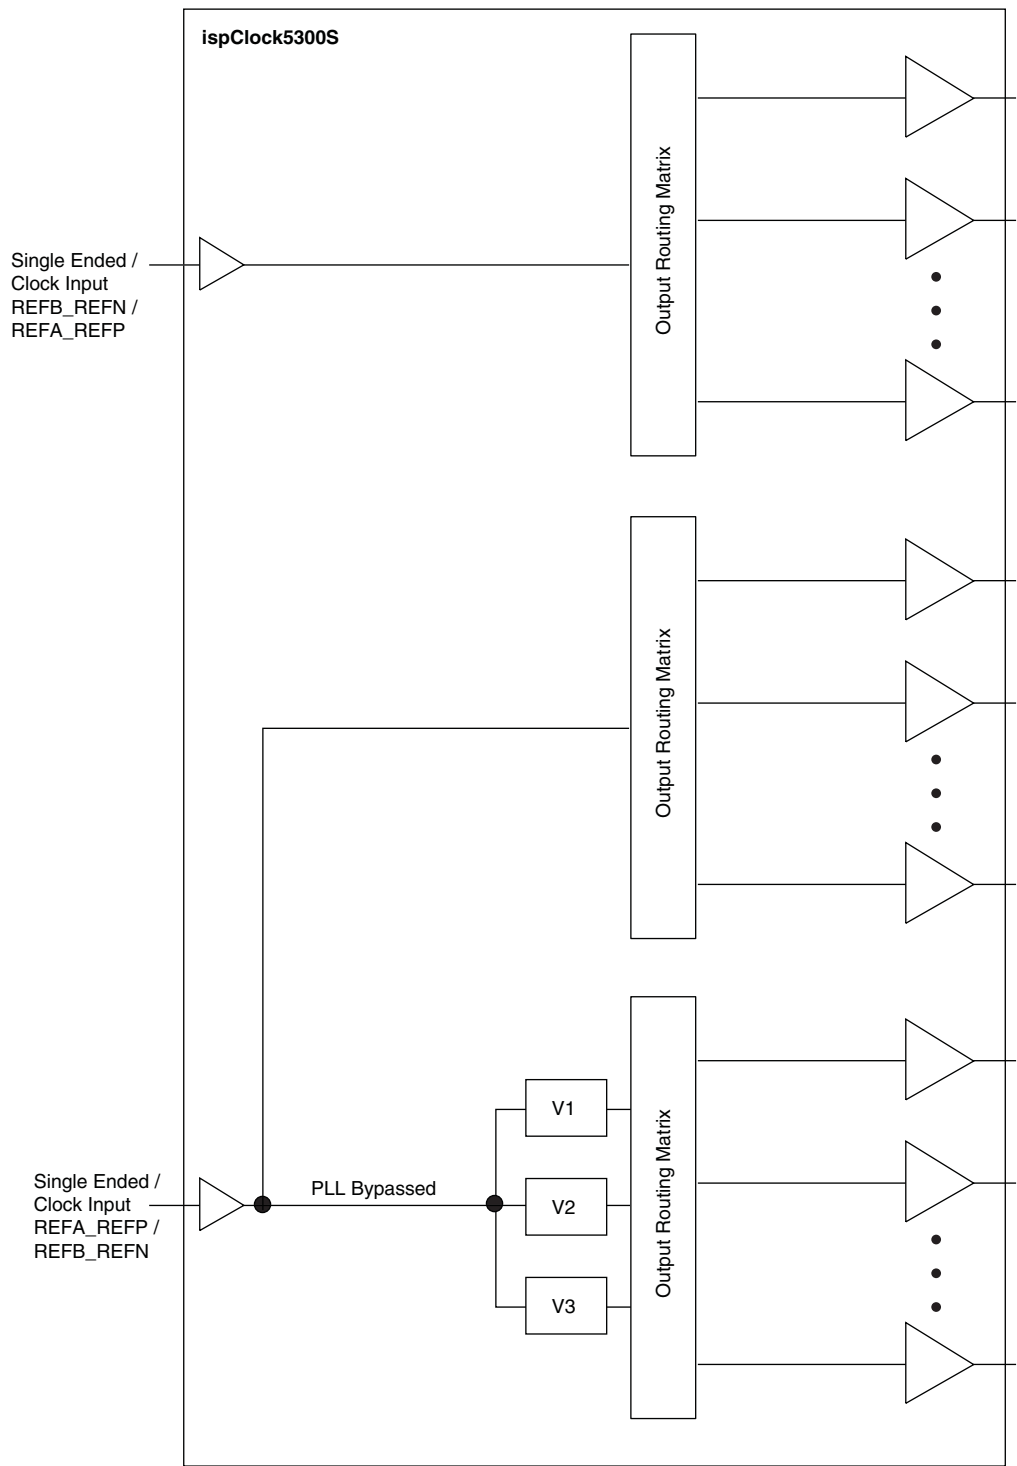 ispClock5300S
Output Routing Matrix
Single Ended /
Clock Input
REFB_REFN /
REFA_REFP
Output Routing Matrix
Output Routing Matrix
V1
Single Ended /
Clock Input
REFA_REFP /
REFB_REFN
PLL Bypassed
V2
V3